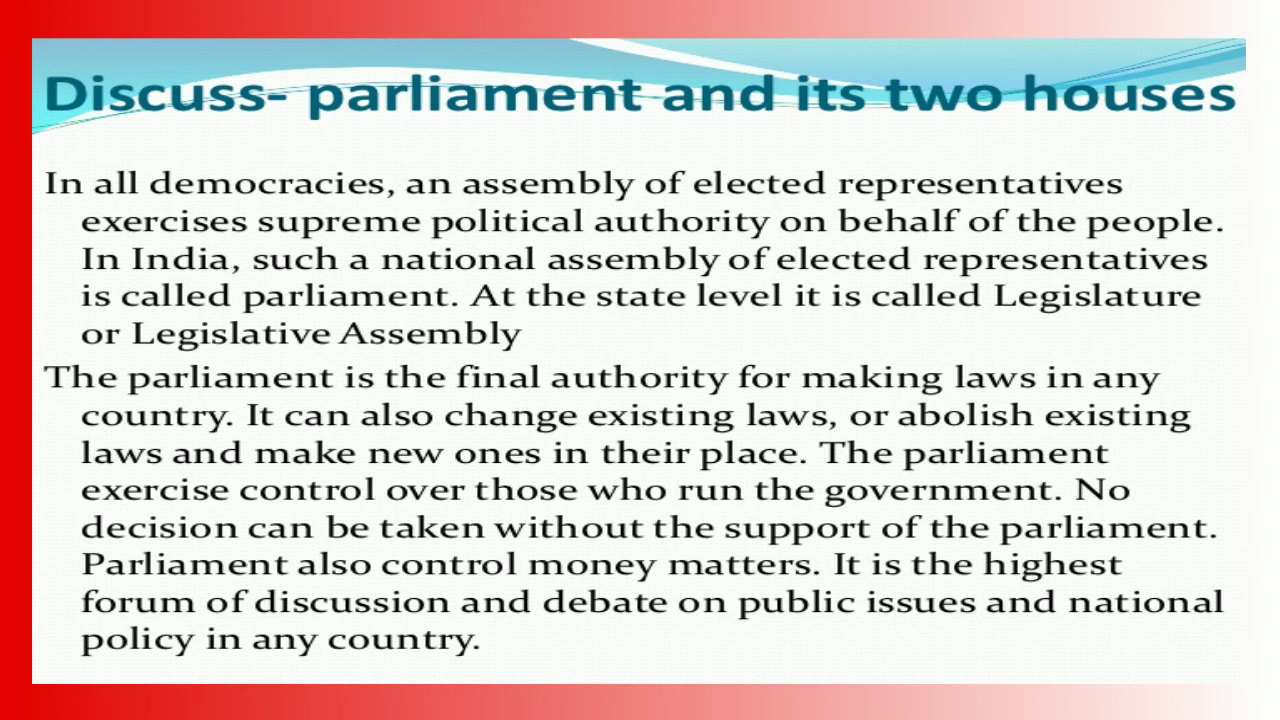 Discuss- parliament and its two houses
In all democracies, an assembly of elected representatives
exercises supreme political authority on behalf of the people.
In India, such a national assembly of elected representatives
is called parliament. At the state level it is called Legislature
or Legislative Assembly
The parliament is the final authority for making laws in any
country. It can also change existing laws, or abolish existing
laws and make new ones in their place. The parliament
exercise control over those who run the government. No
decision can be taken without the support of the parliament.
Parliament also control money matters. It is the highest
forum of discussion and debate on public issues and national
policy in any country.